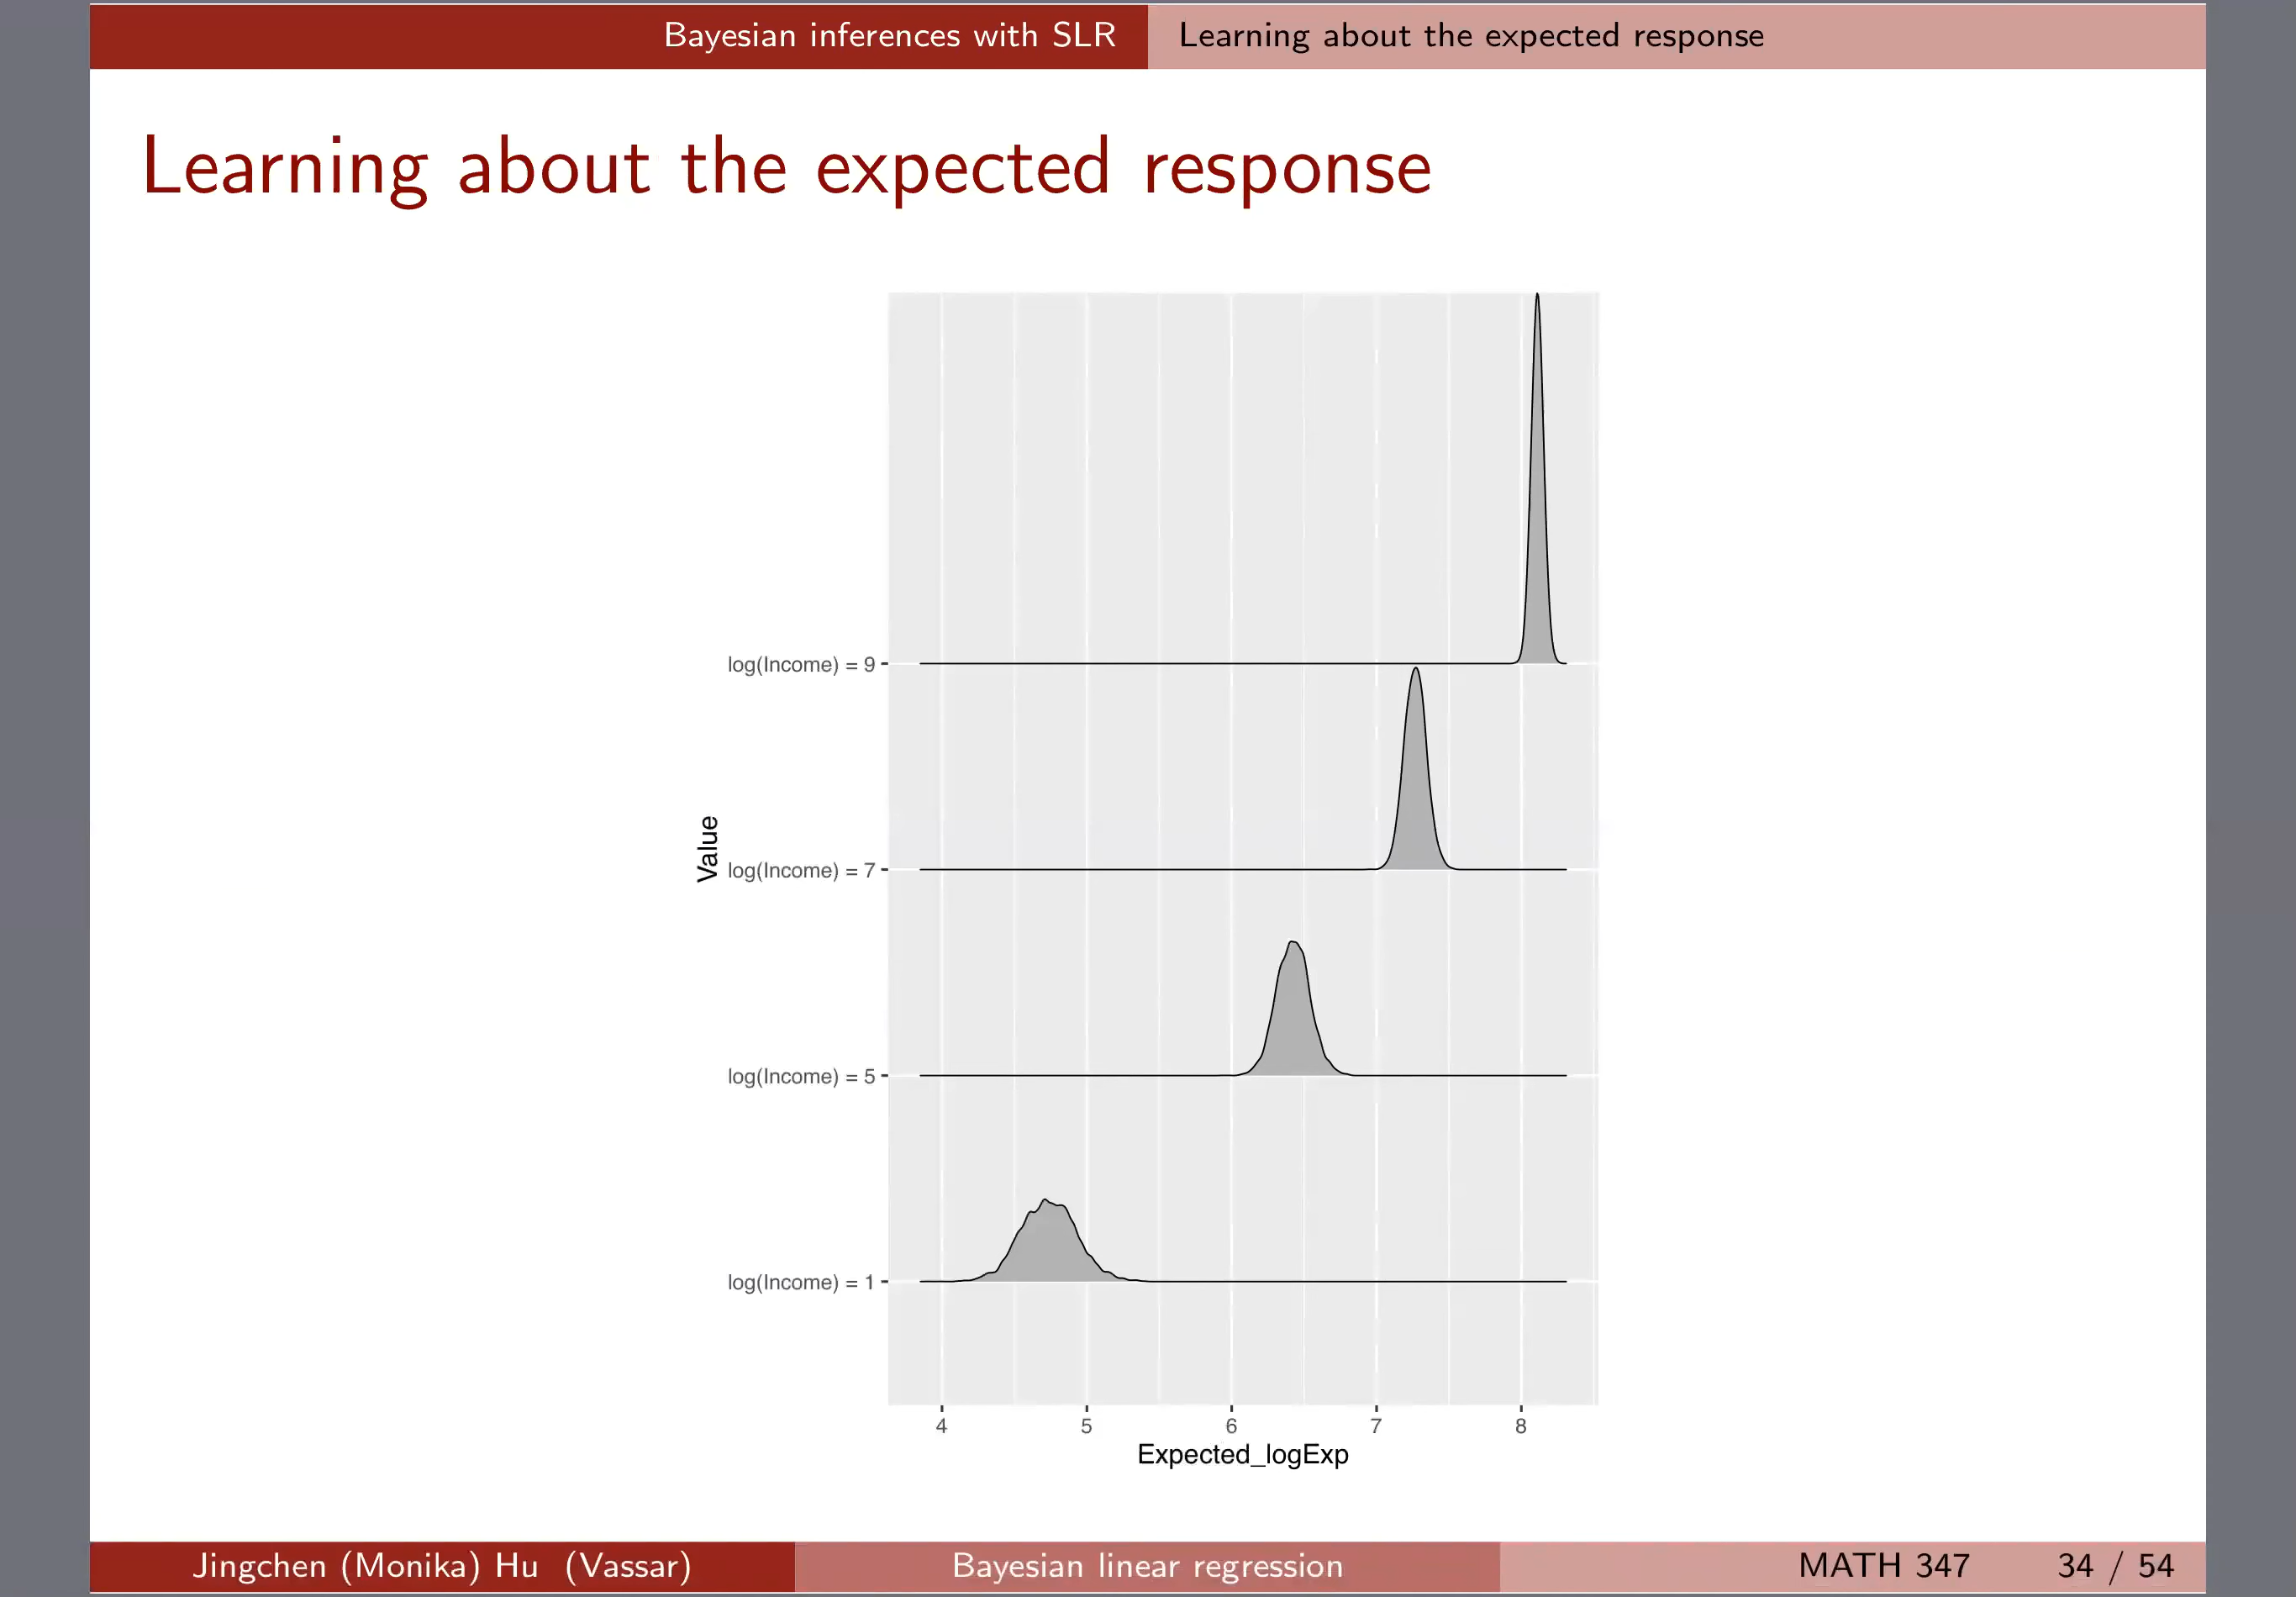 Bayesian inferences with SLR Learning about the expected response
Learning about the expected response
log(Income) = 9
log(Income) = 7
log(Income) = 5
log(Income) = 1
Value
4 5 6 7 8
Expected_logExp
Jingchen (Monika) Hu (Vassar) Bayesian linear regression MATH 347 34 / 54